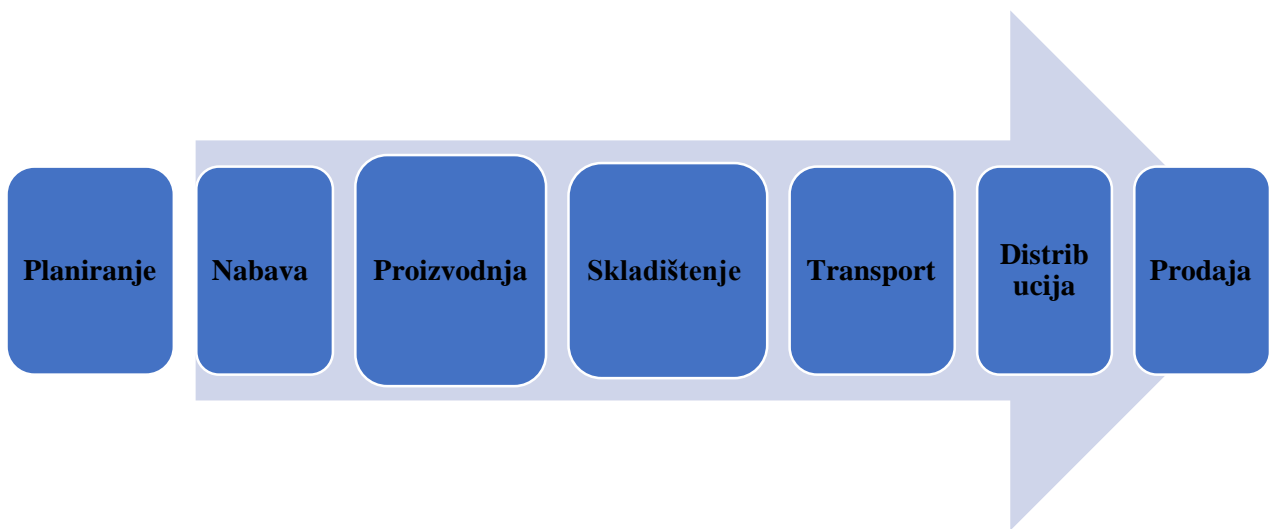 Planiranje
Nabava
Proizvodnja
Skladištenje
Transport
Distrib
ucija
Prodaja